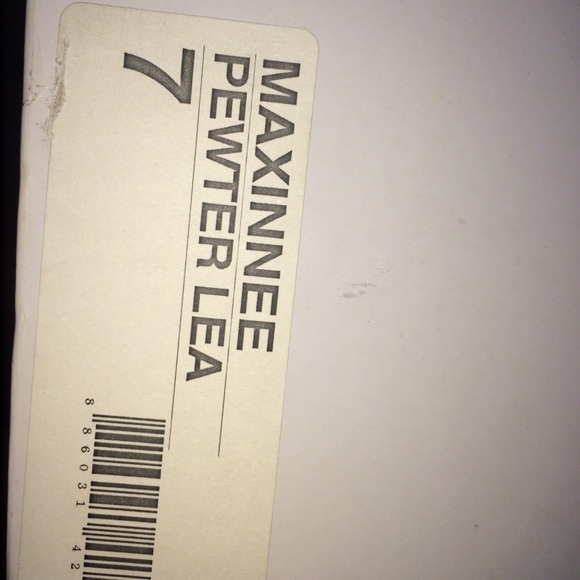 MAXINNEE
PEWTER LEA
7
8 86031 42